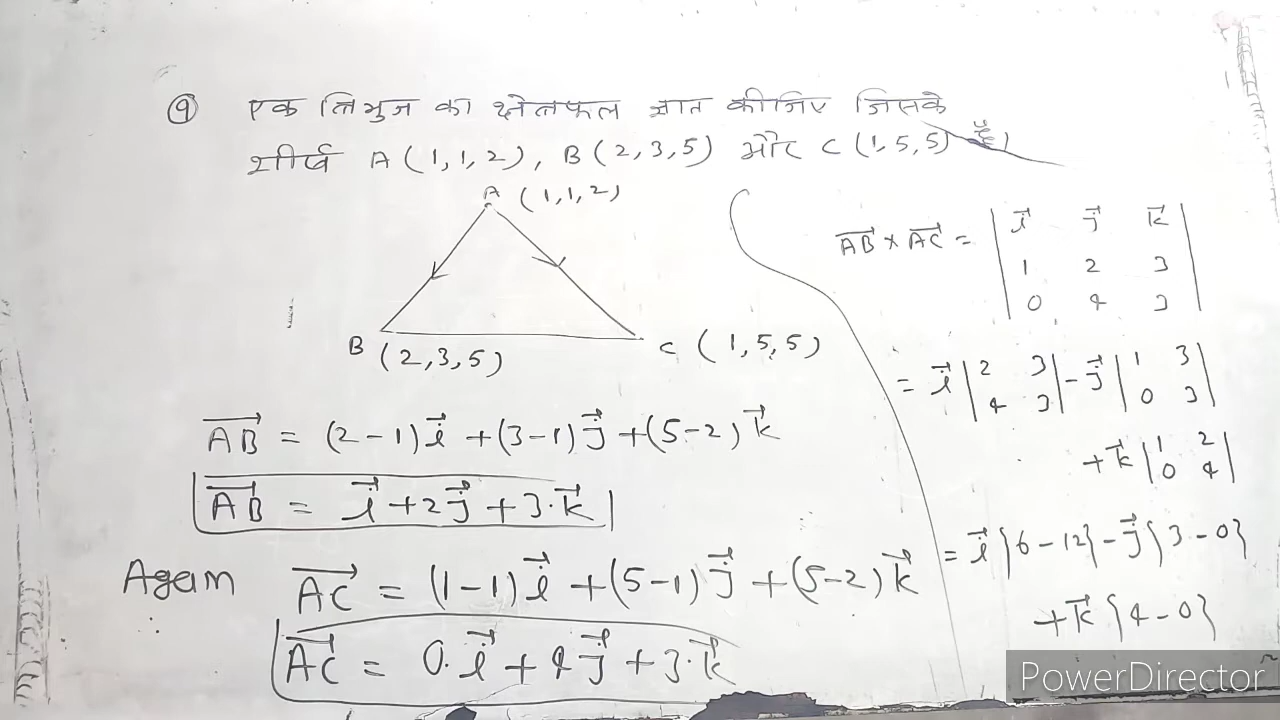 ९ एक त्रिभुज का क्षेत्रफल ज्ञात कीजिए जिसके
शीर्ष A (1,1,2), B (2,3,5) और C (1,5,5) हैं।
A (1,1,2)
B (2,3,5)
C (1,5,5)
AB→ = (2-1)i→ + (3-1)j→ + (5-2)k→
AB→ = i→ + 2j→ + 3.k→
Again AC→ = (1-1)i→ + (5-1)j→ + (5-2)k→
AC→ = 0.i→ + 4j→ + 3.k→
AB→ × AC→ = | i→ j→ k→ |
1 2 3
0 4 3
= i→ |2 3| - j→ |1 3|
4 3 0 3
+ k→ |1 2|
0 4
= i→ {6-12} - j→ {3-0}
+ k→ {4-0}
PowerDirector